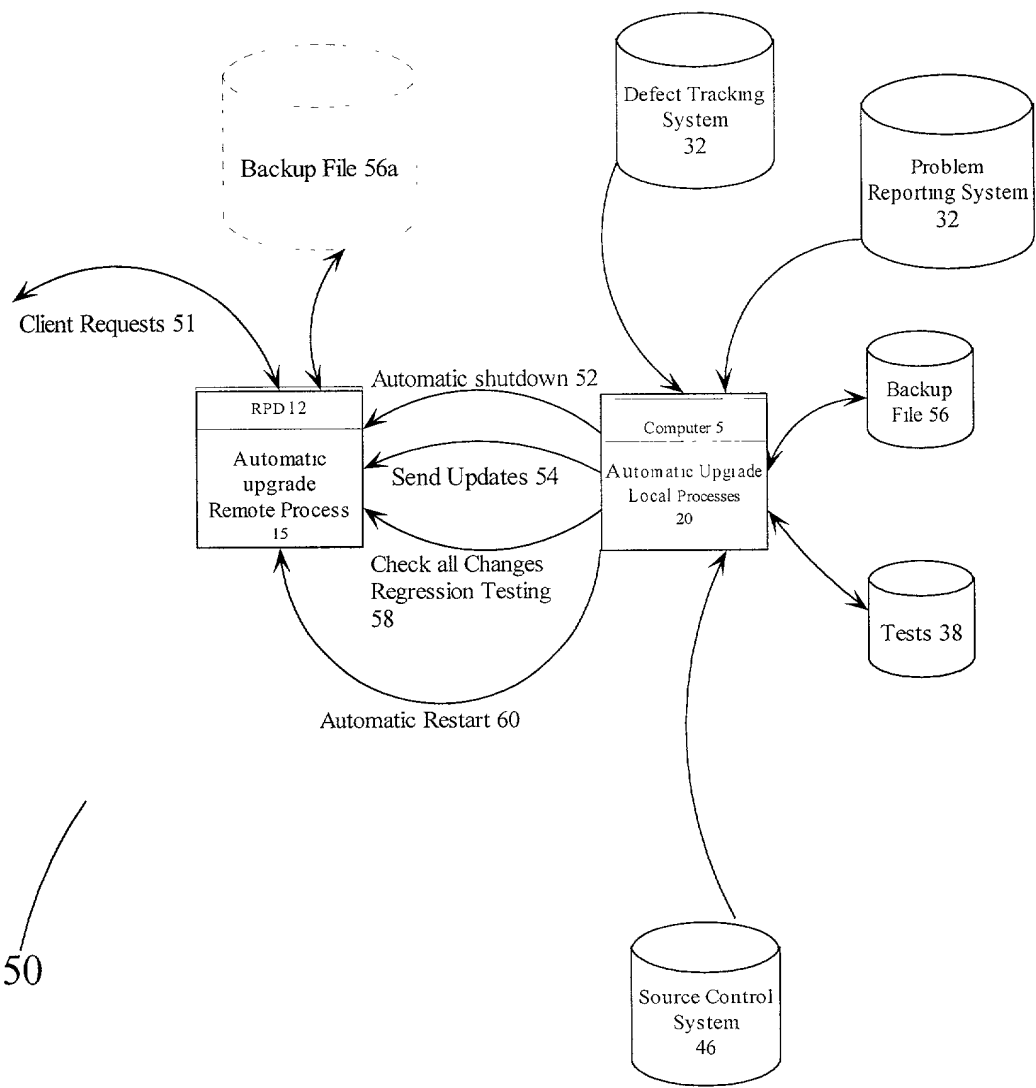 Defect Tracking
System
32
Problem
Reporting System
32
Backup File 56a
Client Requests 51
Automatic shutdown 52
RPD 12
Automatic
upgrade
Remote Process
15
Send Updates 54
Check all Changes
Regression Testing
58
Automatic Restart 60
Computer 5
Automatic Upgrade
Local Processes
20
Backup
File 56
Tests 38
50
Source Control
System
46